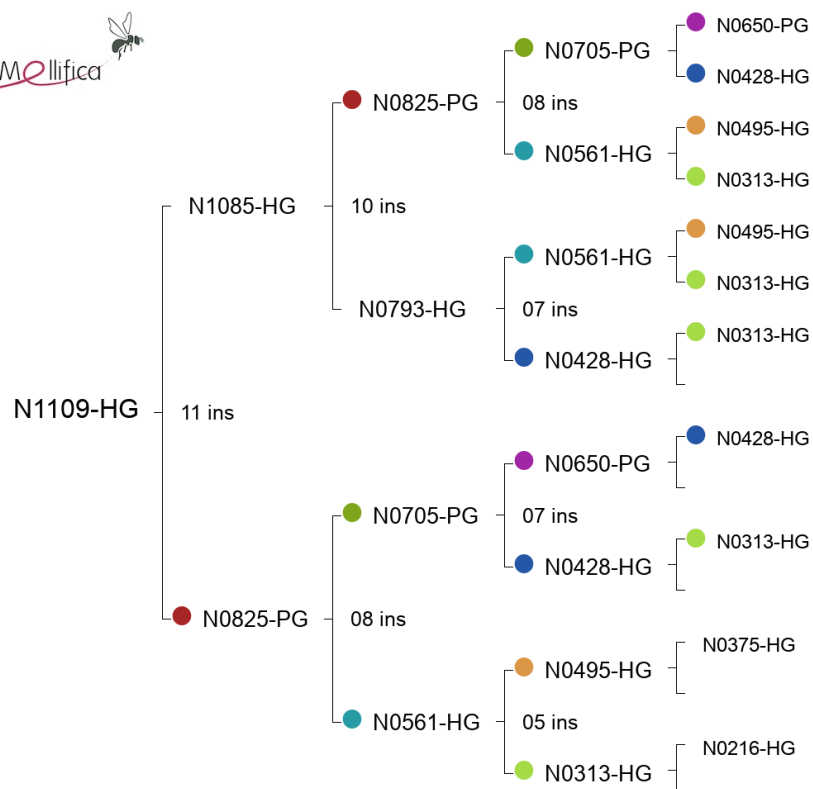 Mellifica
N0650-PG
N0705-PG
N0428-HG
N0825-PG
08 ins
N0495-HG
N0561-HG
N0313-HG
N1085-HG
10 ins
N0495-HG
N0561-HG
N0313-HG
N0793-HG
07 ins
N0313-HG
N0428-HG
N1109-HG
11 ins
N0428-HG
N0650-PG
N0705-PG
07 ins
N0313-HG
N0428-HG
N0825-PG
08 ins
N0375-HG
N0495-HG
N0561-HG
05 ins
N0216-HG
N0313-HG